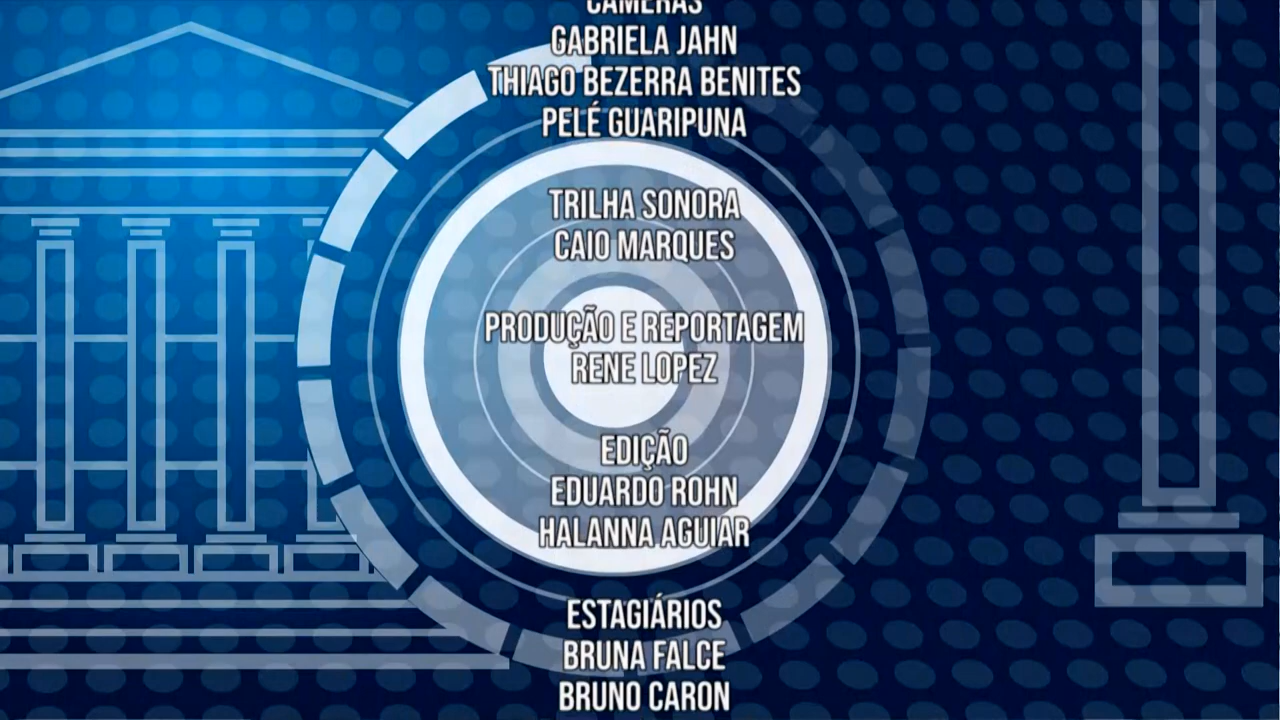 CÂMERAS
GABRIELA JAHN
THIAGO BEZERRA BENITES
PELÉ GUARIPUNA
TRILHA SONORA
CAIO MARQUES
PRODUÇÃO E REPORTAGEM
RENE LOPEZ
EDIÇÃO
EDUARDO ROHN
HALANNA AGUIAR
ESTAGIÁRIOS
BRUNA FALCE
BRUNO CARON